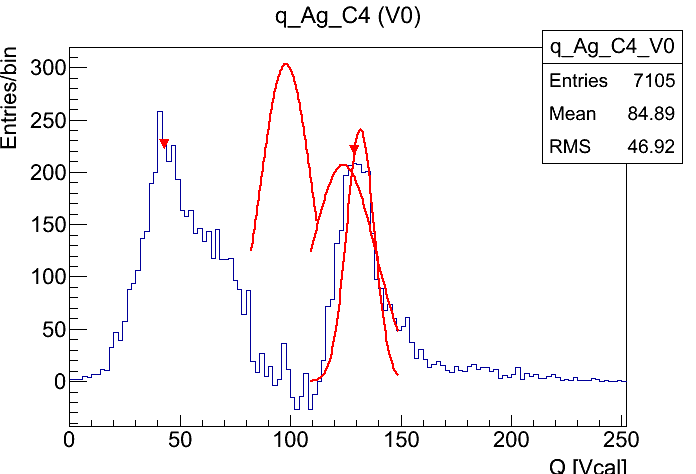 q_Ag_C4 (V0)
q_Ag_C4_V0
Entries 7105
Mean 84.89
RMS 46.92
Entries/bin
300
250
200
150
100
50
0
0 50 100 150 200 250
Q [Vcal]